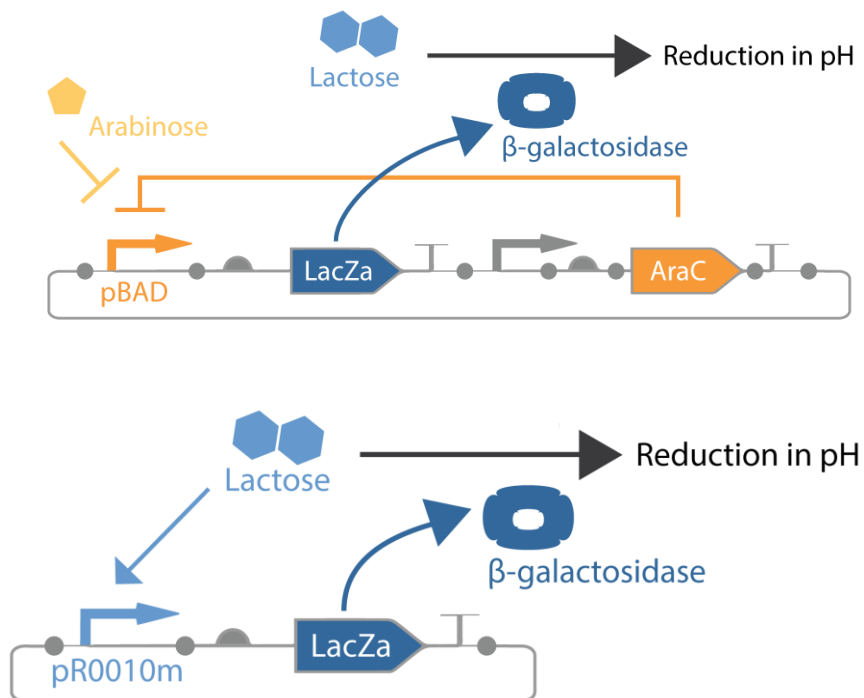 Lactose
Reduction in pH
Arabinose
β-galactosidase
LacZa
AraC
pBAD
Lactose
Reduction in pH
β-galactosidase
LacZa
pR0010m